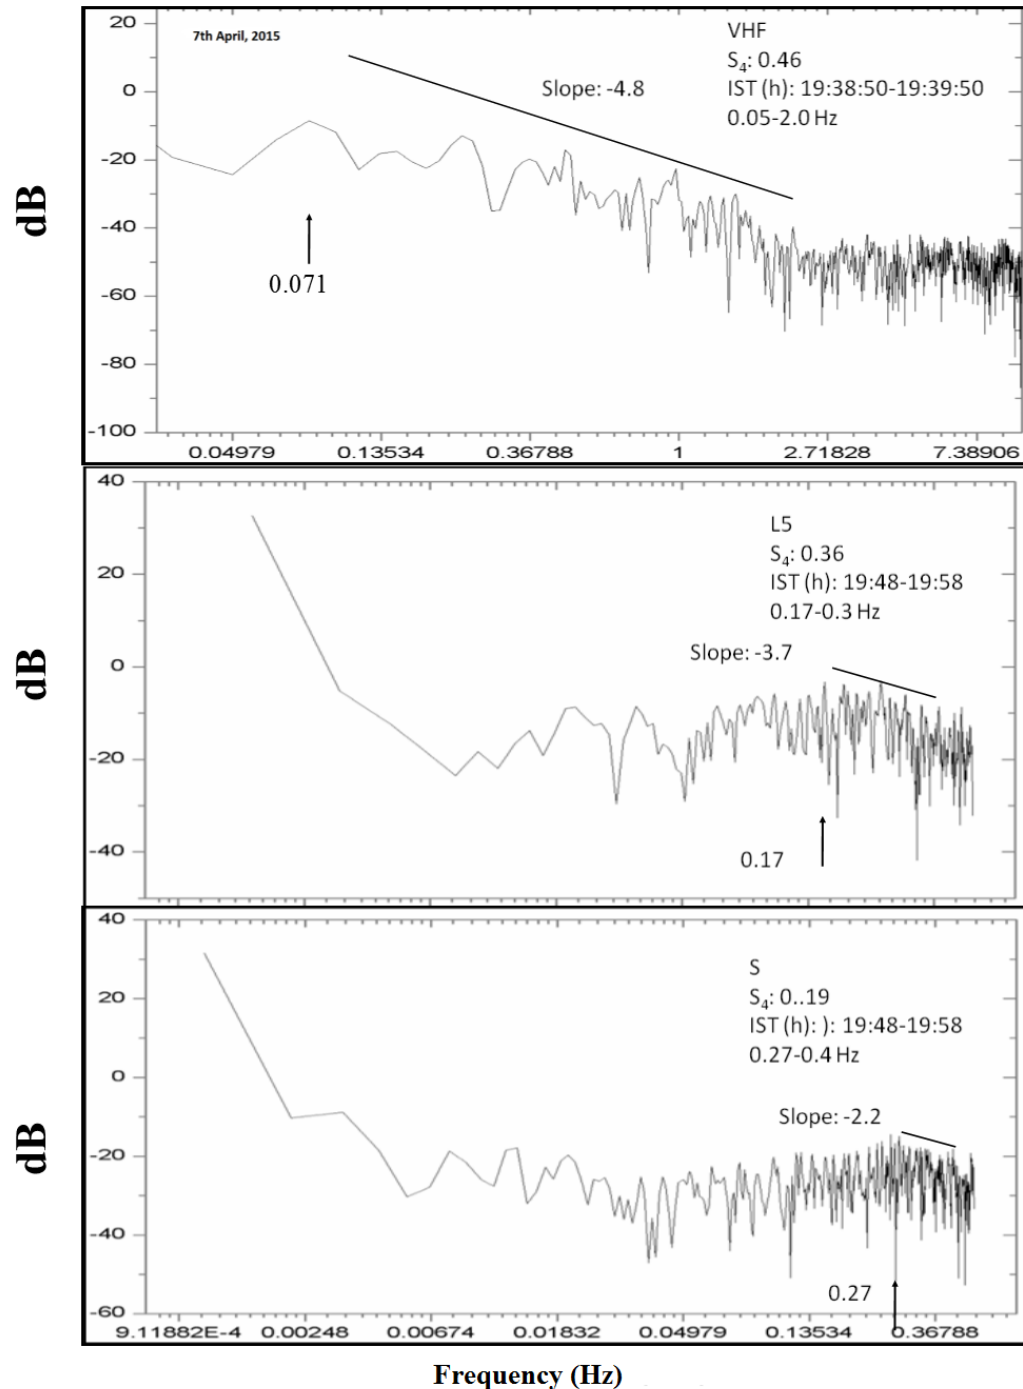 7th April, 2015
VHF
S4: 0.46
IST (h): 19:38:50-19:39:50
0.05-2.0 Hz
Slope: -4.8
0.071
dB
20
0
-20
-40
-60
-80
-100
0.04979 0.13534 0.36788 1 2.71828 7.38906
L5
S4: 0.36
IST (h): 19:48-19:58
0.17-0.3 Hz
Slope: -3.7
0.17
dB
40
20
0
-20
-40
S
S4: 0..19
IST (h): ): 19:48-19:58
0.27-0.4 Hz
Slope: -2.2
0.27
dB
40
20
0
-20
-40
-60
9.11882E-4 0.00248 0.00674 0.01832 0.04979 0.13534 0.36788
Frequency (Hz)